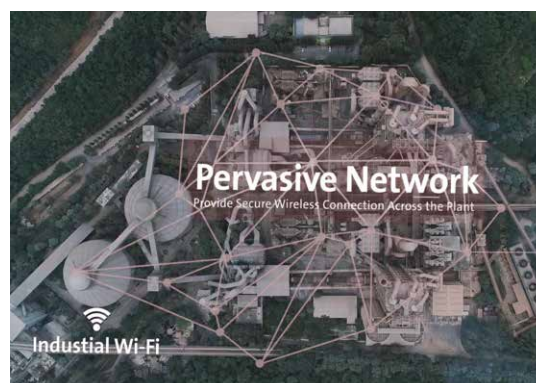 Pervasive Network
Provide Secure Wireless Connection Across the Plant
Industial Wi-Fi